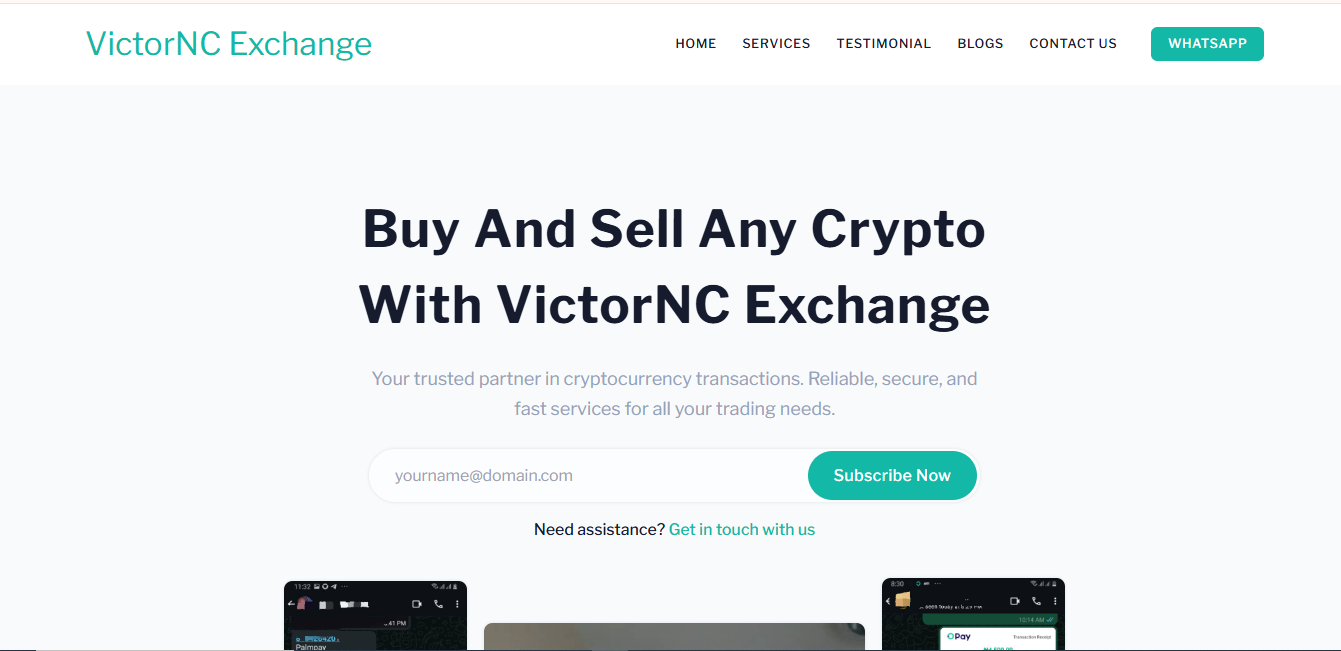 VictorNC Exchange
HOME
SERVICES
TESTIMONIAL
BLOGS
CONTACT US
WHATSAPP
Buy And Sell Any Crypto
With VictorNC Exchange
Your trusted partner in cryptocurrency transactions. Reliable, secure, and
fast services for all your trading needs.
yourname@domain.com
Subscribe Now
Need assistance? Get in touch with us
11:32
41 PM
Palmpay
8:30
10:14 AM
OPay
Transaction Receipt